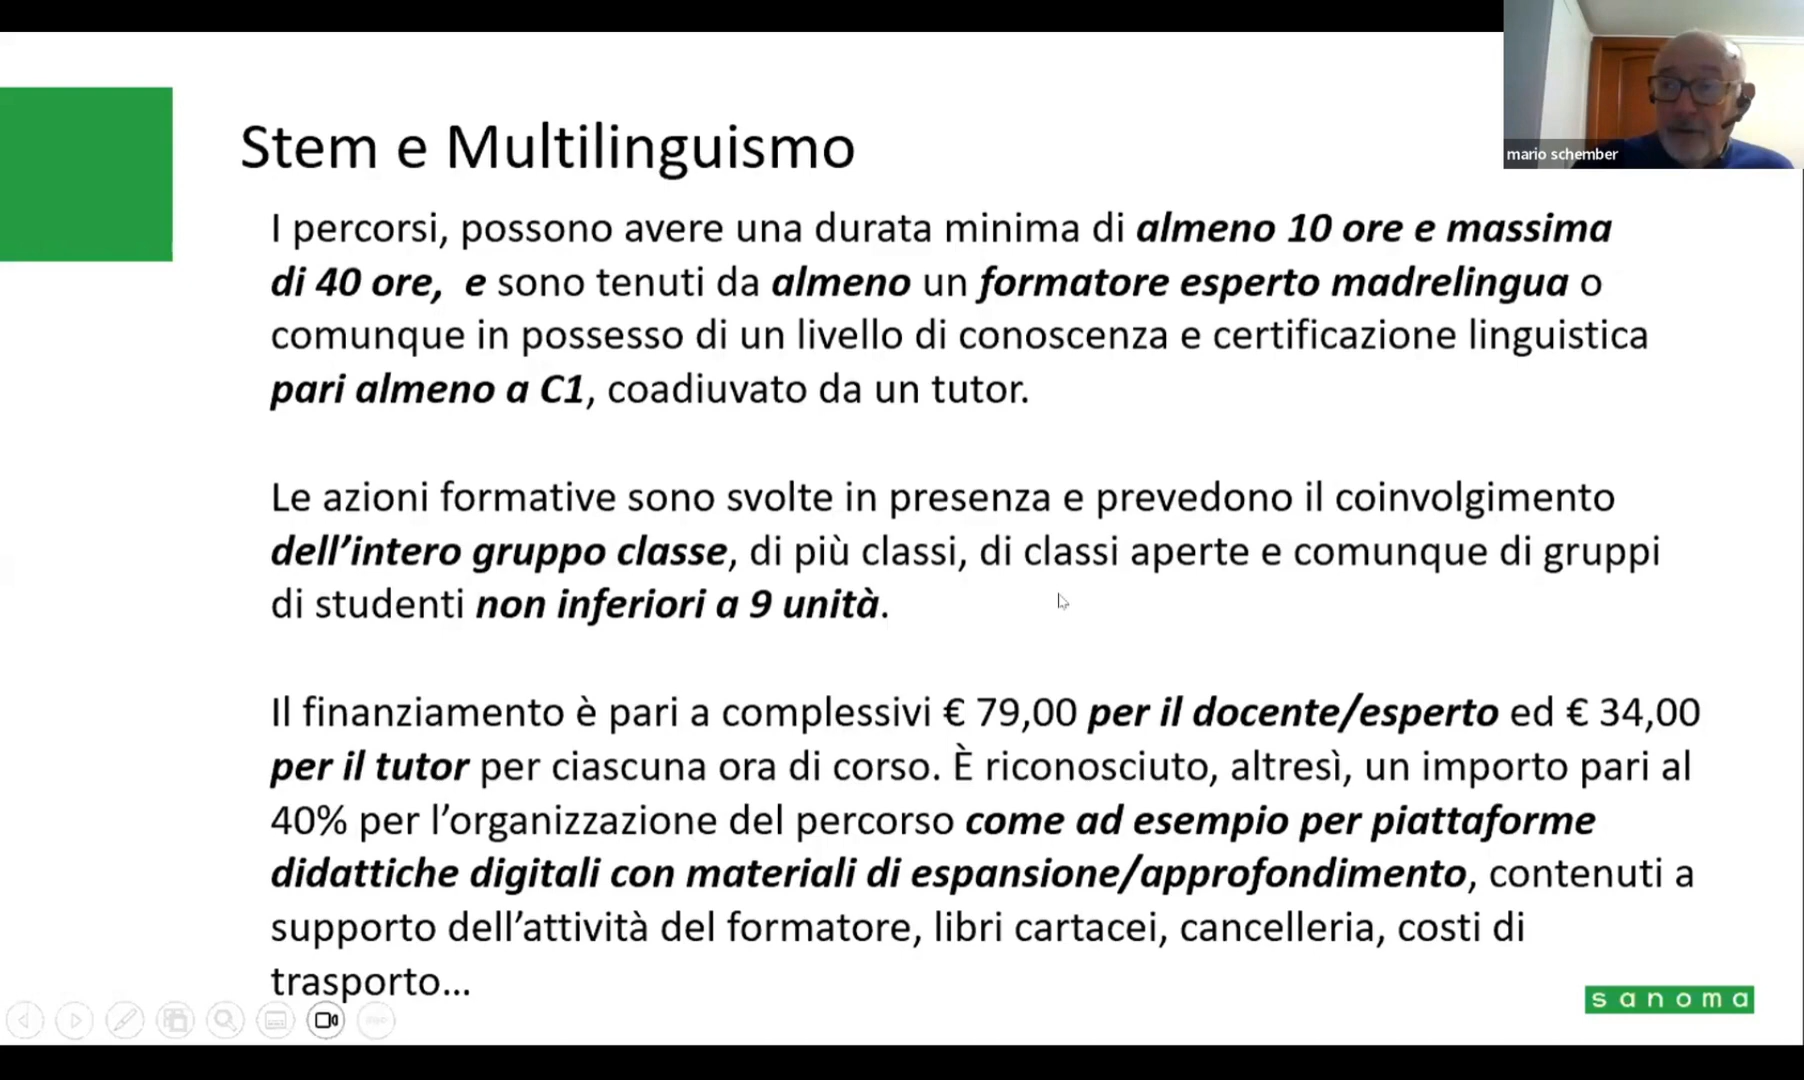 mario schember
Stem e Multilinguismo
I percorsi, possono avere una durata minima di almeno 10 ore e massima
di 40 ore, e sono tenuti da almeno un formatore esperto madrelingua o
comunque in possesso di un livello di conoscenza e certificazione linguistica
pari almeno a C1, coadiuvato da un tutor.
Le azioni formative sono svolte in presenza e prevedono il coinvolgimento
dell’intero gruppo classe, di più classi, di classi aperte e comunque di gruppi
di studenti non inferiori a 9 unità.
Il finanziamento è pari a complessivi € 79,00 per il docente/esperto ed € 34,00
per il tutor per ciascuna ora di corso. È riconosciuto, altresì, un importo pari al
40% per l’organizzazione del percorso come ad esempio per piattaforme
didattiche digitali con materiali di espansione/approfondimento, contenuti a
supporto dell’attività del formatore, libri cartacei, cancelleria, costi di
trasporto...
sanoma